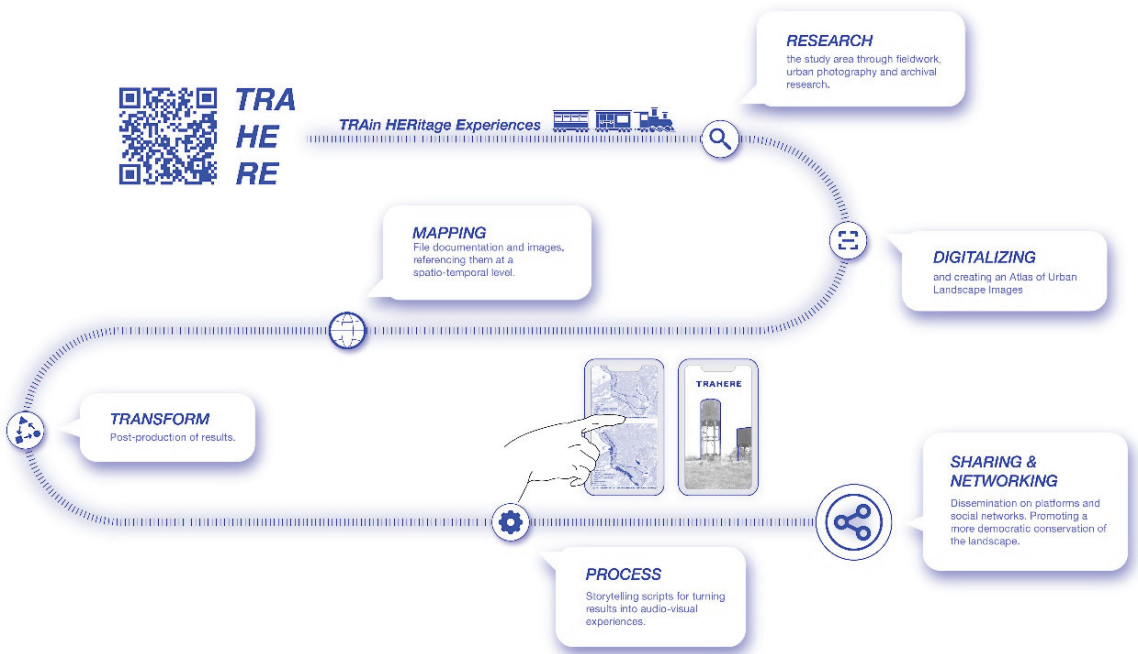 TRA
HE
RE
TRAin HERitage Experiences
RESEARCH
the study area through fieldwork,
urban photography and archival
research.
DIGITALIZING
and creating an Atlas of Urban
Landscape Images
MAPPING
File documentation and images,
referencing them at a
spatio-temporal level.
TRANSFORM
Post-production of results.
TRAHERE
PROCESS
Storytelling scripts for turning
results into audio-visual
experiences.
SHARING &
NETWORKING
Dissemination on platforms and
social networks. Promoting a
more democratic conservation of
the landscape.